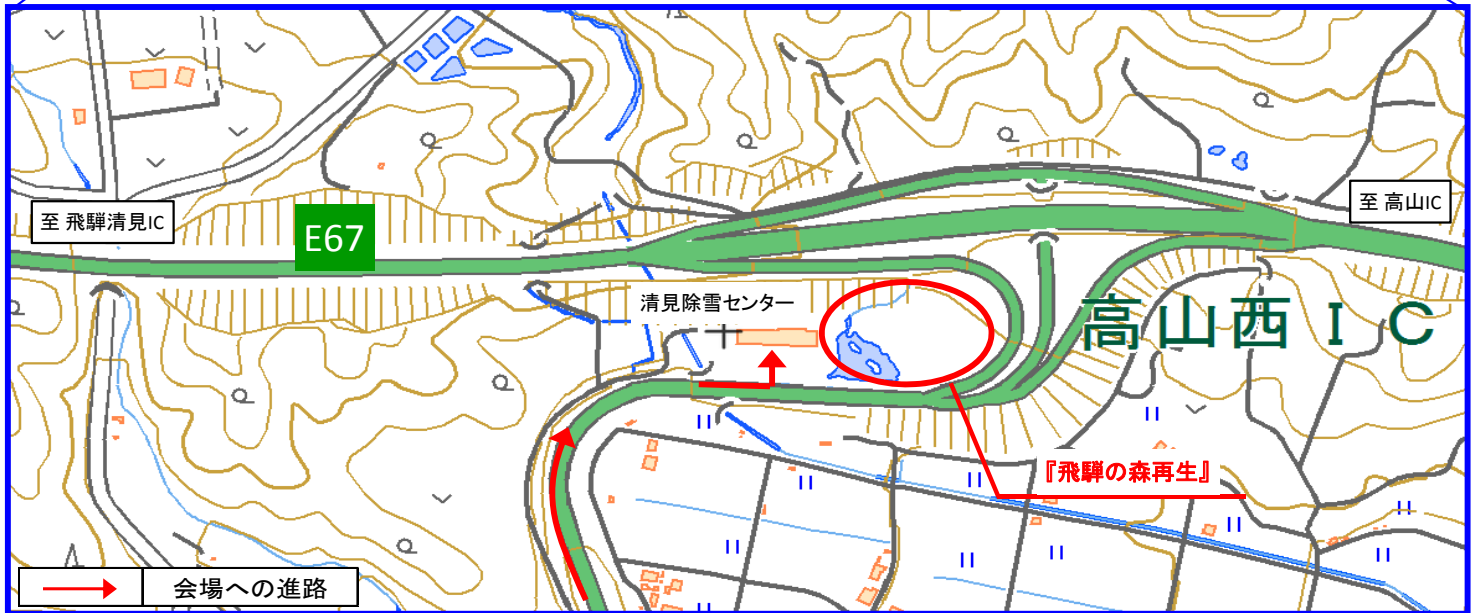 至 飛騨清見IC
E67
至 高山IC
清見除雪センター
高山西IC
『飛騨の森再生』
会場への進路